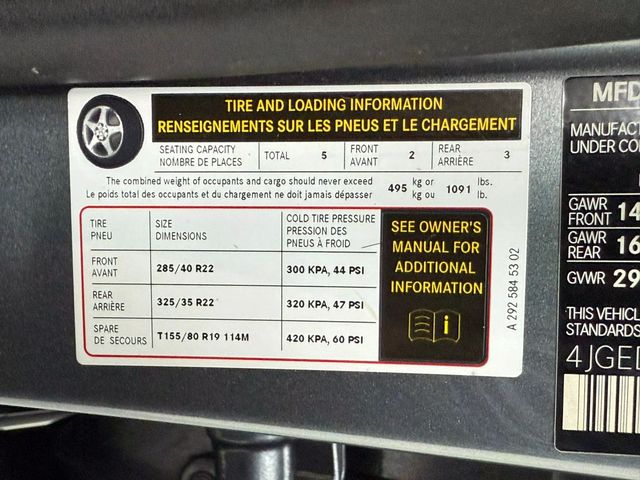 TIRE AND LOADING INFORMATION
RENSEIGNEMENTS SUR LES PNEUS ET LE CHARGEMENT
SEATING CAPACITY
NOMBRE DE PLACES
TOTAL 5
FRONT
AVANT
2
REAR
ARRIÈRE
3
The combined weight of occupants and cargo should never exceed
Le poids total des occupants et du chargement ne doit jamais dépasser
495
kg or
kg ou
1091
lbs.
lb.
TIRE
PNEU
SIZE
DIMENSIONS
COLD TIRE PRESSURE
PRESSION DES
PNEUS À FROID
FRONT
AVANT
285/40 R22
300 KPA, 44 PSI
REAR
ARRIÈRE
325/35 R22
320 KPA, 47 PSI
SPARE
DE SECOURS
T155/80 R19 114M
420 KPA, 60 PSI
SEE OWNER'S
MANUAL FOR
ADDITIONAL
INFORMATION
i
A 292 584 53 02
MFD
MANUFACT
UNDER CO
GAWR
FRONT 14
GAWR
REAR 16
GVWR 29
THIS VEHICL
STANDARDS
4JGED